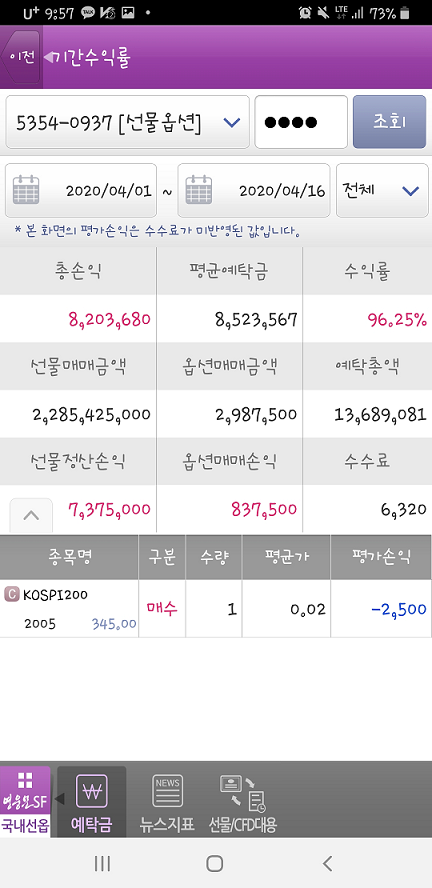 U+ 9:57 TALK LTE 73%
이전 기간수익률
5354-0937 [선물옵션] ●●●● 조회
2020/04/01 ~ 2020/04/16 전체
* 본 화면의 평가손익은 수수료가 미반영된 값입니다.
총손익 평균예탁금 수익률
8,203,680 8,523,567 96.25%
선물매매금액 옵션매매금액 예탁총액
2,285,425,000 2,987,500 13,689,081
선물정산손익 옵션매매손익 수수료
7,375,000 837,500 6,320
종목명 구분 수량 평균가 평가손익
C KOSPI200 매수 1 0.02 -2,500
2005 345.00
영웅문SF
국내선옵 예탁금 NEWS 뉴스지표 선물/CFD대용